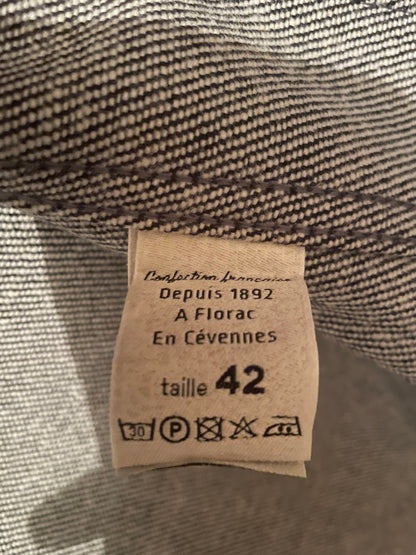 Confection française
Depuis 1892
A Florac
En Cévennes
taille 42
30 P